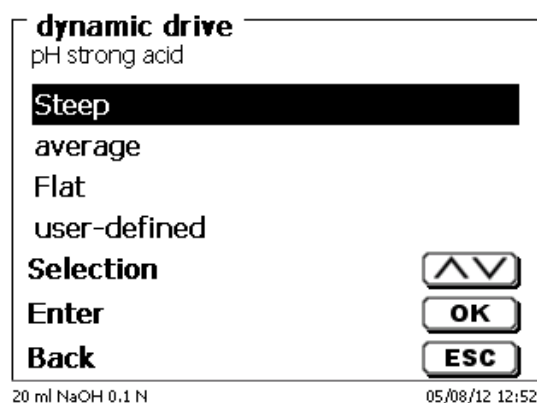 dynamic drive
pH strong acid
Steep
average
Flat
user-defined
Selection
Enter OK
Back ESC
20 ml NaOH 0.1 N 05/08/12 12:52